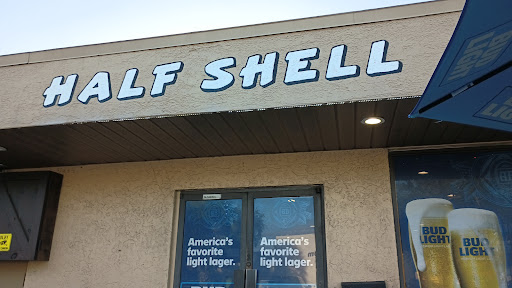 HALF SHELL
America's
favorite
light lager.
America's
favorite
light lager.
BUD
LIGHT
BUD
LIGHT